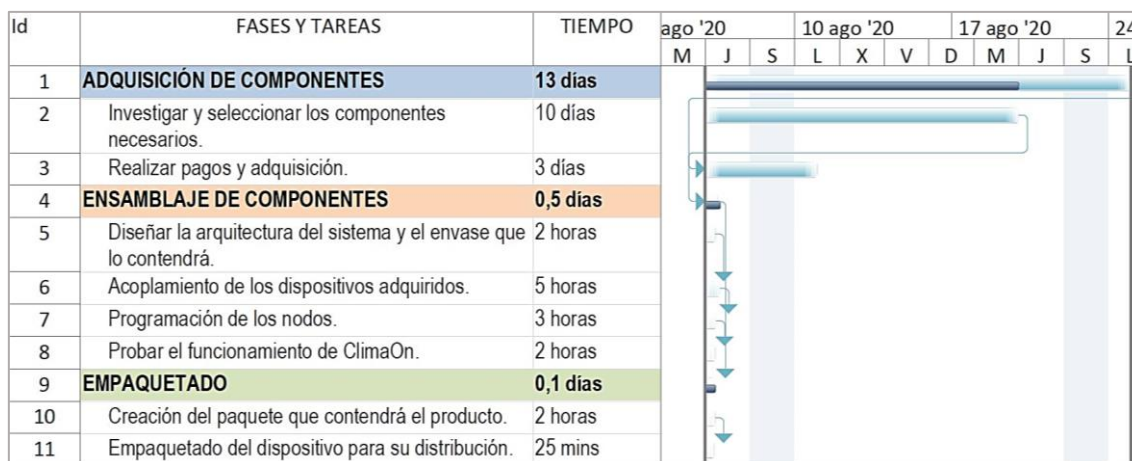 Id FASES Y TAREAS TIEMPO ago '20 10 ago '20 17 ago '20 24
M J S L X V D M J S L
1 ADQUISICIÓN DE COMPONENTES 13 días
2 Investigar y seleccionar los componentes 10 días
necesarios.
3 Realizar pagos y adquisición. 3 días
4 ENSAMBLAJE DE COMPONENTES 0,5 días
5 Diseñar la arquitectura del sistema y el envase que 2 horas
lo contendrá.
6 Acoplamiento de los dispositivos adquiridos. 5 horas
7 Programación de los nodos. 3 horas
8 Probar el funcionamiento de ClimaOn. 2 horas
9 EMPAQUETADO 0,1 días
10 Creación del paquete que contendrá el producto. 2 horas
11 Empaquetado del dispositivo para su distribución. 25 mins